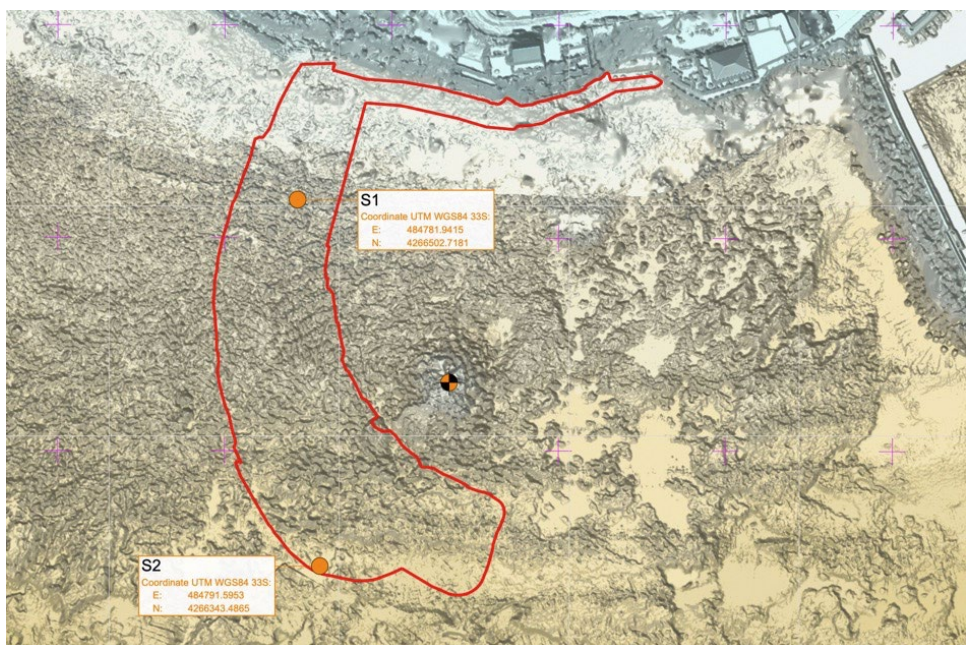 S1
Coordinate UTM WGS84 33S:
E: 484781.9415
N: 4266502.7181
S2
Coordinate UTM WGS84 33S:
E: 484791.5953
N: 4266343.4865